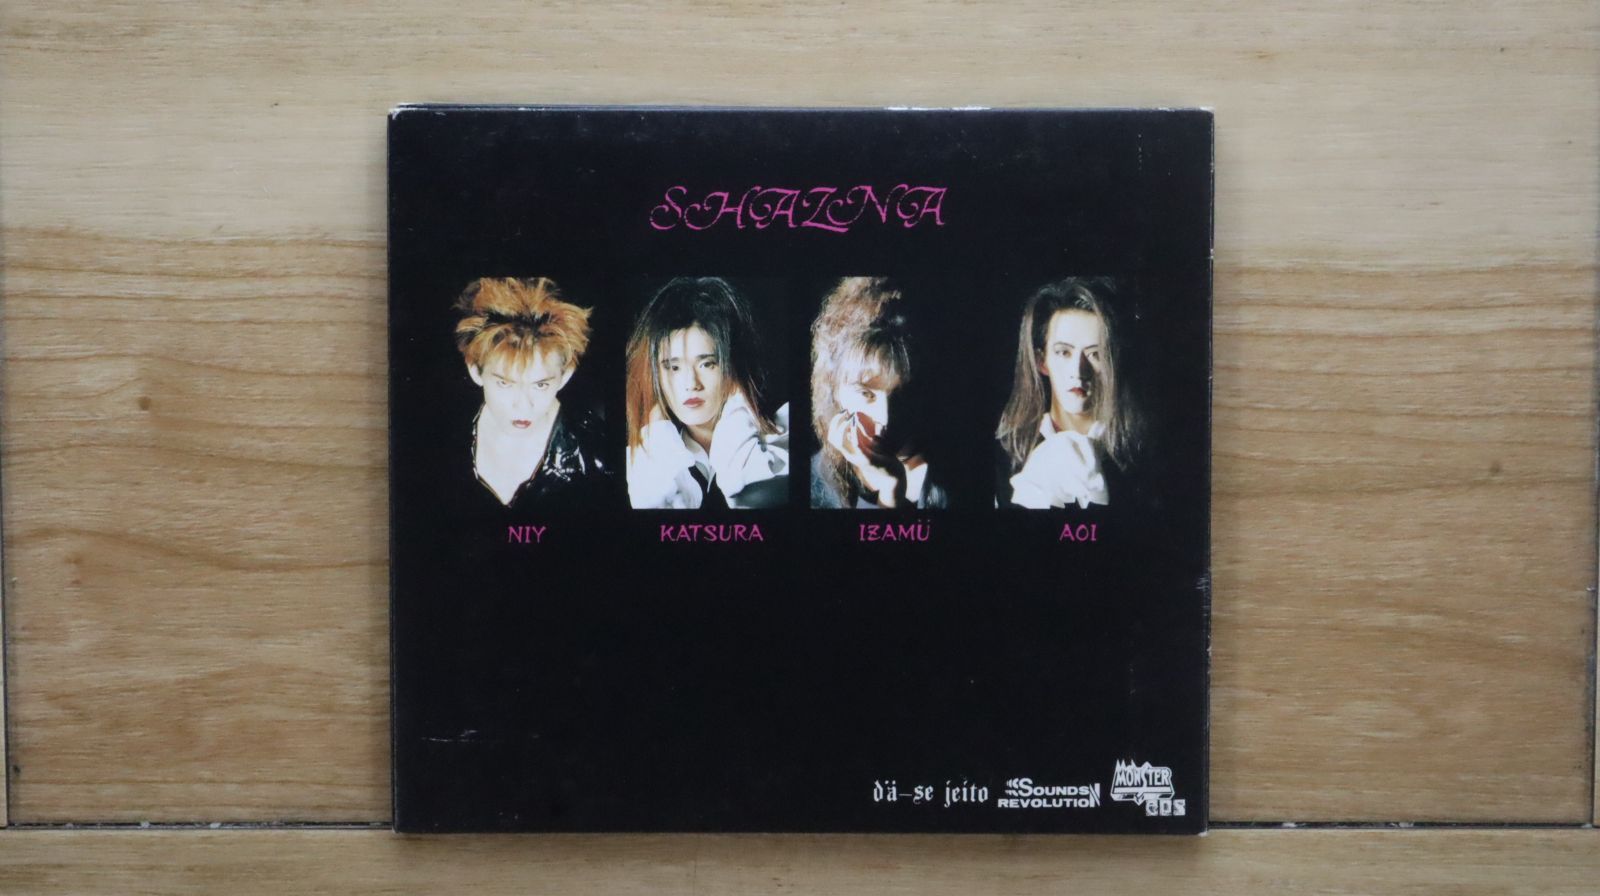 SHAZNA
NIY
KATSURA
IZAMÜ
AOI
dä-se jeito
SOUNDS
REVOLUTION
MONSTER
CDS